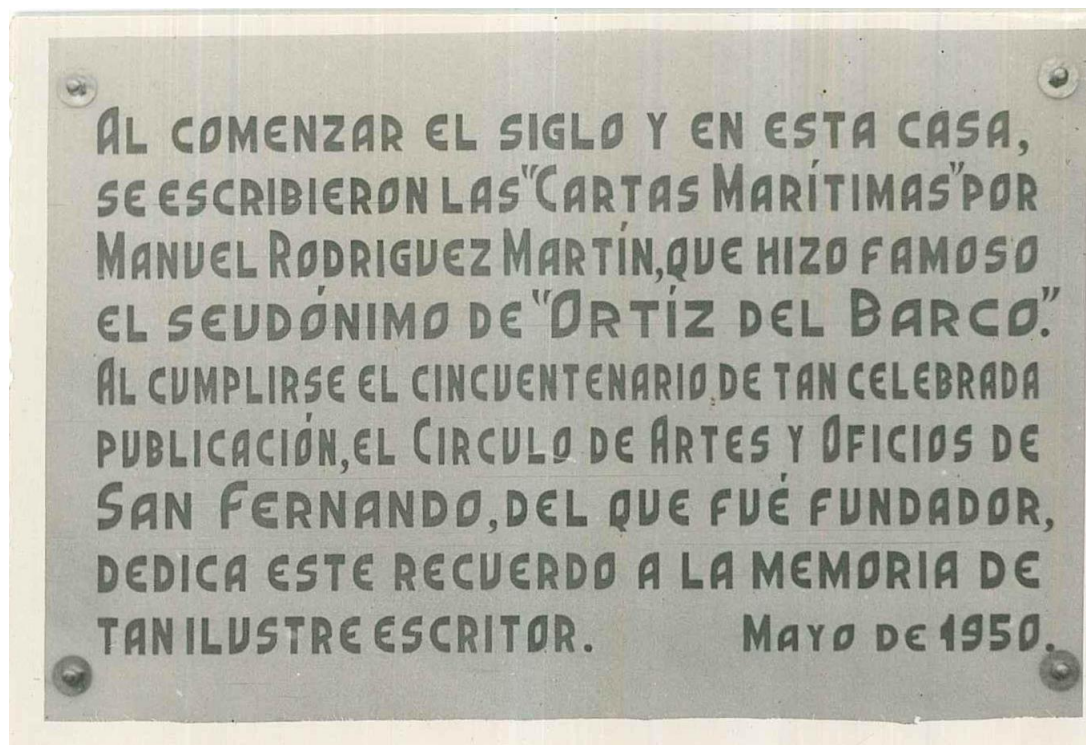 AL COMENZAR EL SIGLO Y EN ESTA CASA,
SE ESCRIBIERON LAS "CARTAS MARÍTIMAS" POR
MANUEL RODRIGUEZ MARTÍN, QUE HIZO FAMOSO
EL SEUDÓNIMO DE "ORTÍZ DEL BARCO."
AL CUMPLIRSE EL CINCUENTENARIO DE TAN CELEBRADA
PUBLICACIÓN, EL CIRCULO DE ARTES Y OFICIOS DE
SAN FERNANDO, DEL QUE FUÉ FUNDADOR,
DEDICA ESTE RECUERDO A LA MEMORIA DE
TAN ILUSTRE ESCRITOR. MAYO DE 1950.